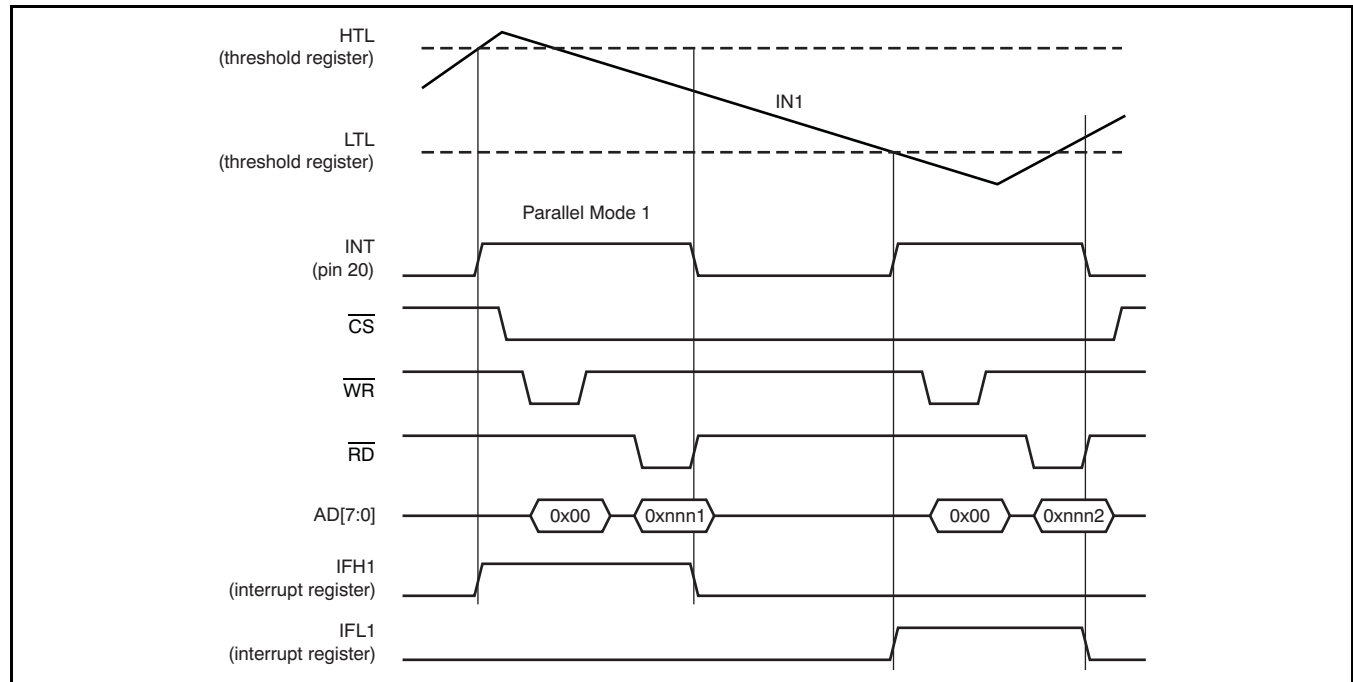 HTL
(threshold register)
IN1
LTL
(threshold register)
Parallel Mode 1
INT
(pin 20)
CS
WR
RD
AD[7:0]
0x00
0xnnn1
0x00
0xnnn2
IFH1
(interrupt register)
IFL1
(interrupt register)